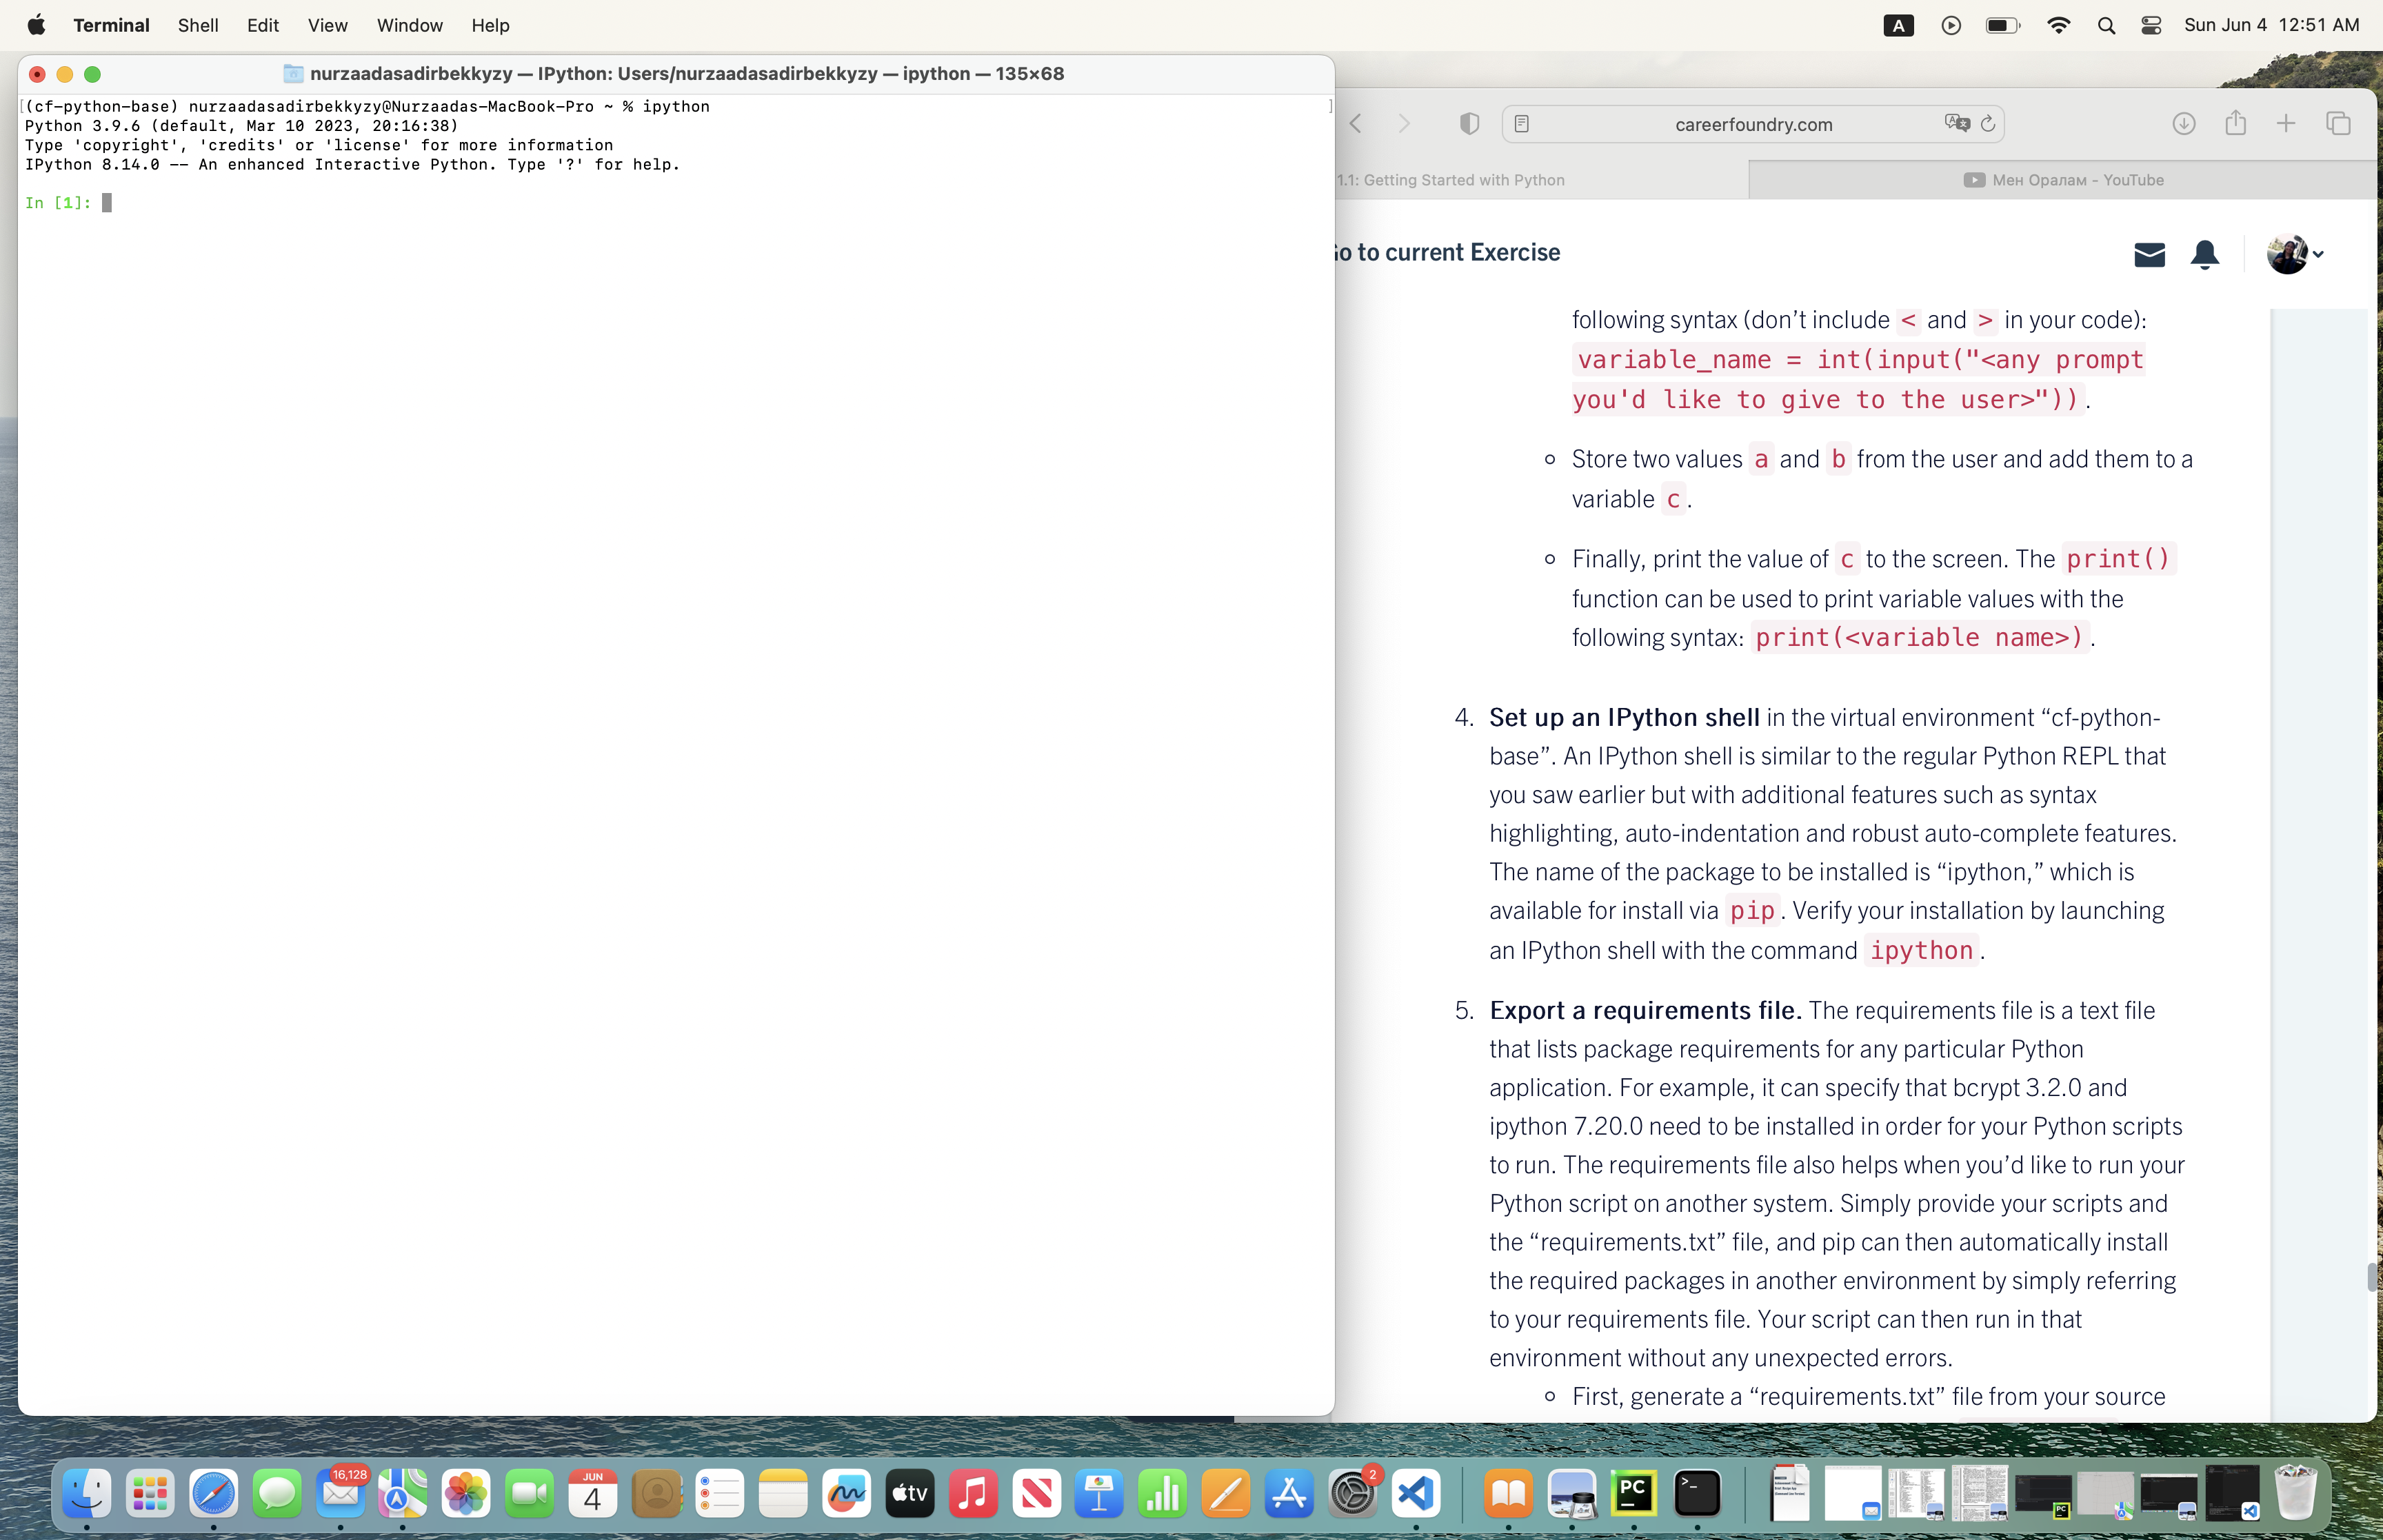 Terminal Shell Edit View Window Help
A
Sun Jun 4 12:51 AM
nurzaadasadirbekkyzy — IPython: Users/nurzaadasadirbekkyzy — ipython — 135×68
(cf-python-base) nurzaadasadirbekkyzy@Nurzaadas-MacBook-Pro ~ % ipython
Python 3.9.6 (default, Mar 10 2023, 20:16:38)
Type 'copyright', 'credits' or 'license' for more information
IPython 8.14.0 -- An enhanced Interactive Python. Type '?' for help.
In [1]:
careerfoundry.com
1.1: Getting Started with Python
Мен Оралам - YouTube
to current Exercise
following syntax (don’t include < and > in your code):
variable_name = int(input("<any prompt
you'd like to give to the user>")).
Store two values a and b from the user and add them to a
variable c.
Finally, print the value of c to the screen. The print()
function can be used to print variable values with the
following syntax: print(<variable name>).
4. Set up an IPython shell in the virtual environment “cf-python-
base”. An IPython shell is similar to the regular Python REPL that
you saw earlier but with additional features such as syntax
highlighting, auto-indentation and robust auto-complete features.
The name of the package to be installed is “ipython,” which is
available for install via pip. Verify your installation by launching
an IPython shell with the command ipython.
5. Export a requirements file. The requirements file is a text file
that lists package requirements for any particular Python
application. For example, it can specify that bcrypt 3.2.0 and
ipython 7.20.0 need to be installed in order for your Python scripts
to run. The requirements file also helps when you’d like to run your
Python script on another system. Simply provide your scripts and
the “requirements.txt” file, and pip can then automatically install
the required packages in another environment by simply referring
to your requirements file. Your script can then run in that
environment without any unexpected errors.
First, generate a “requirements.txt” file from your source
16,128
JUN
4
tv
2
PC
>_